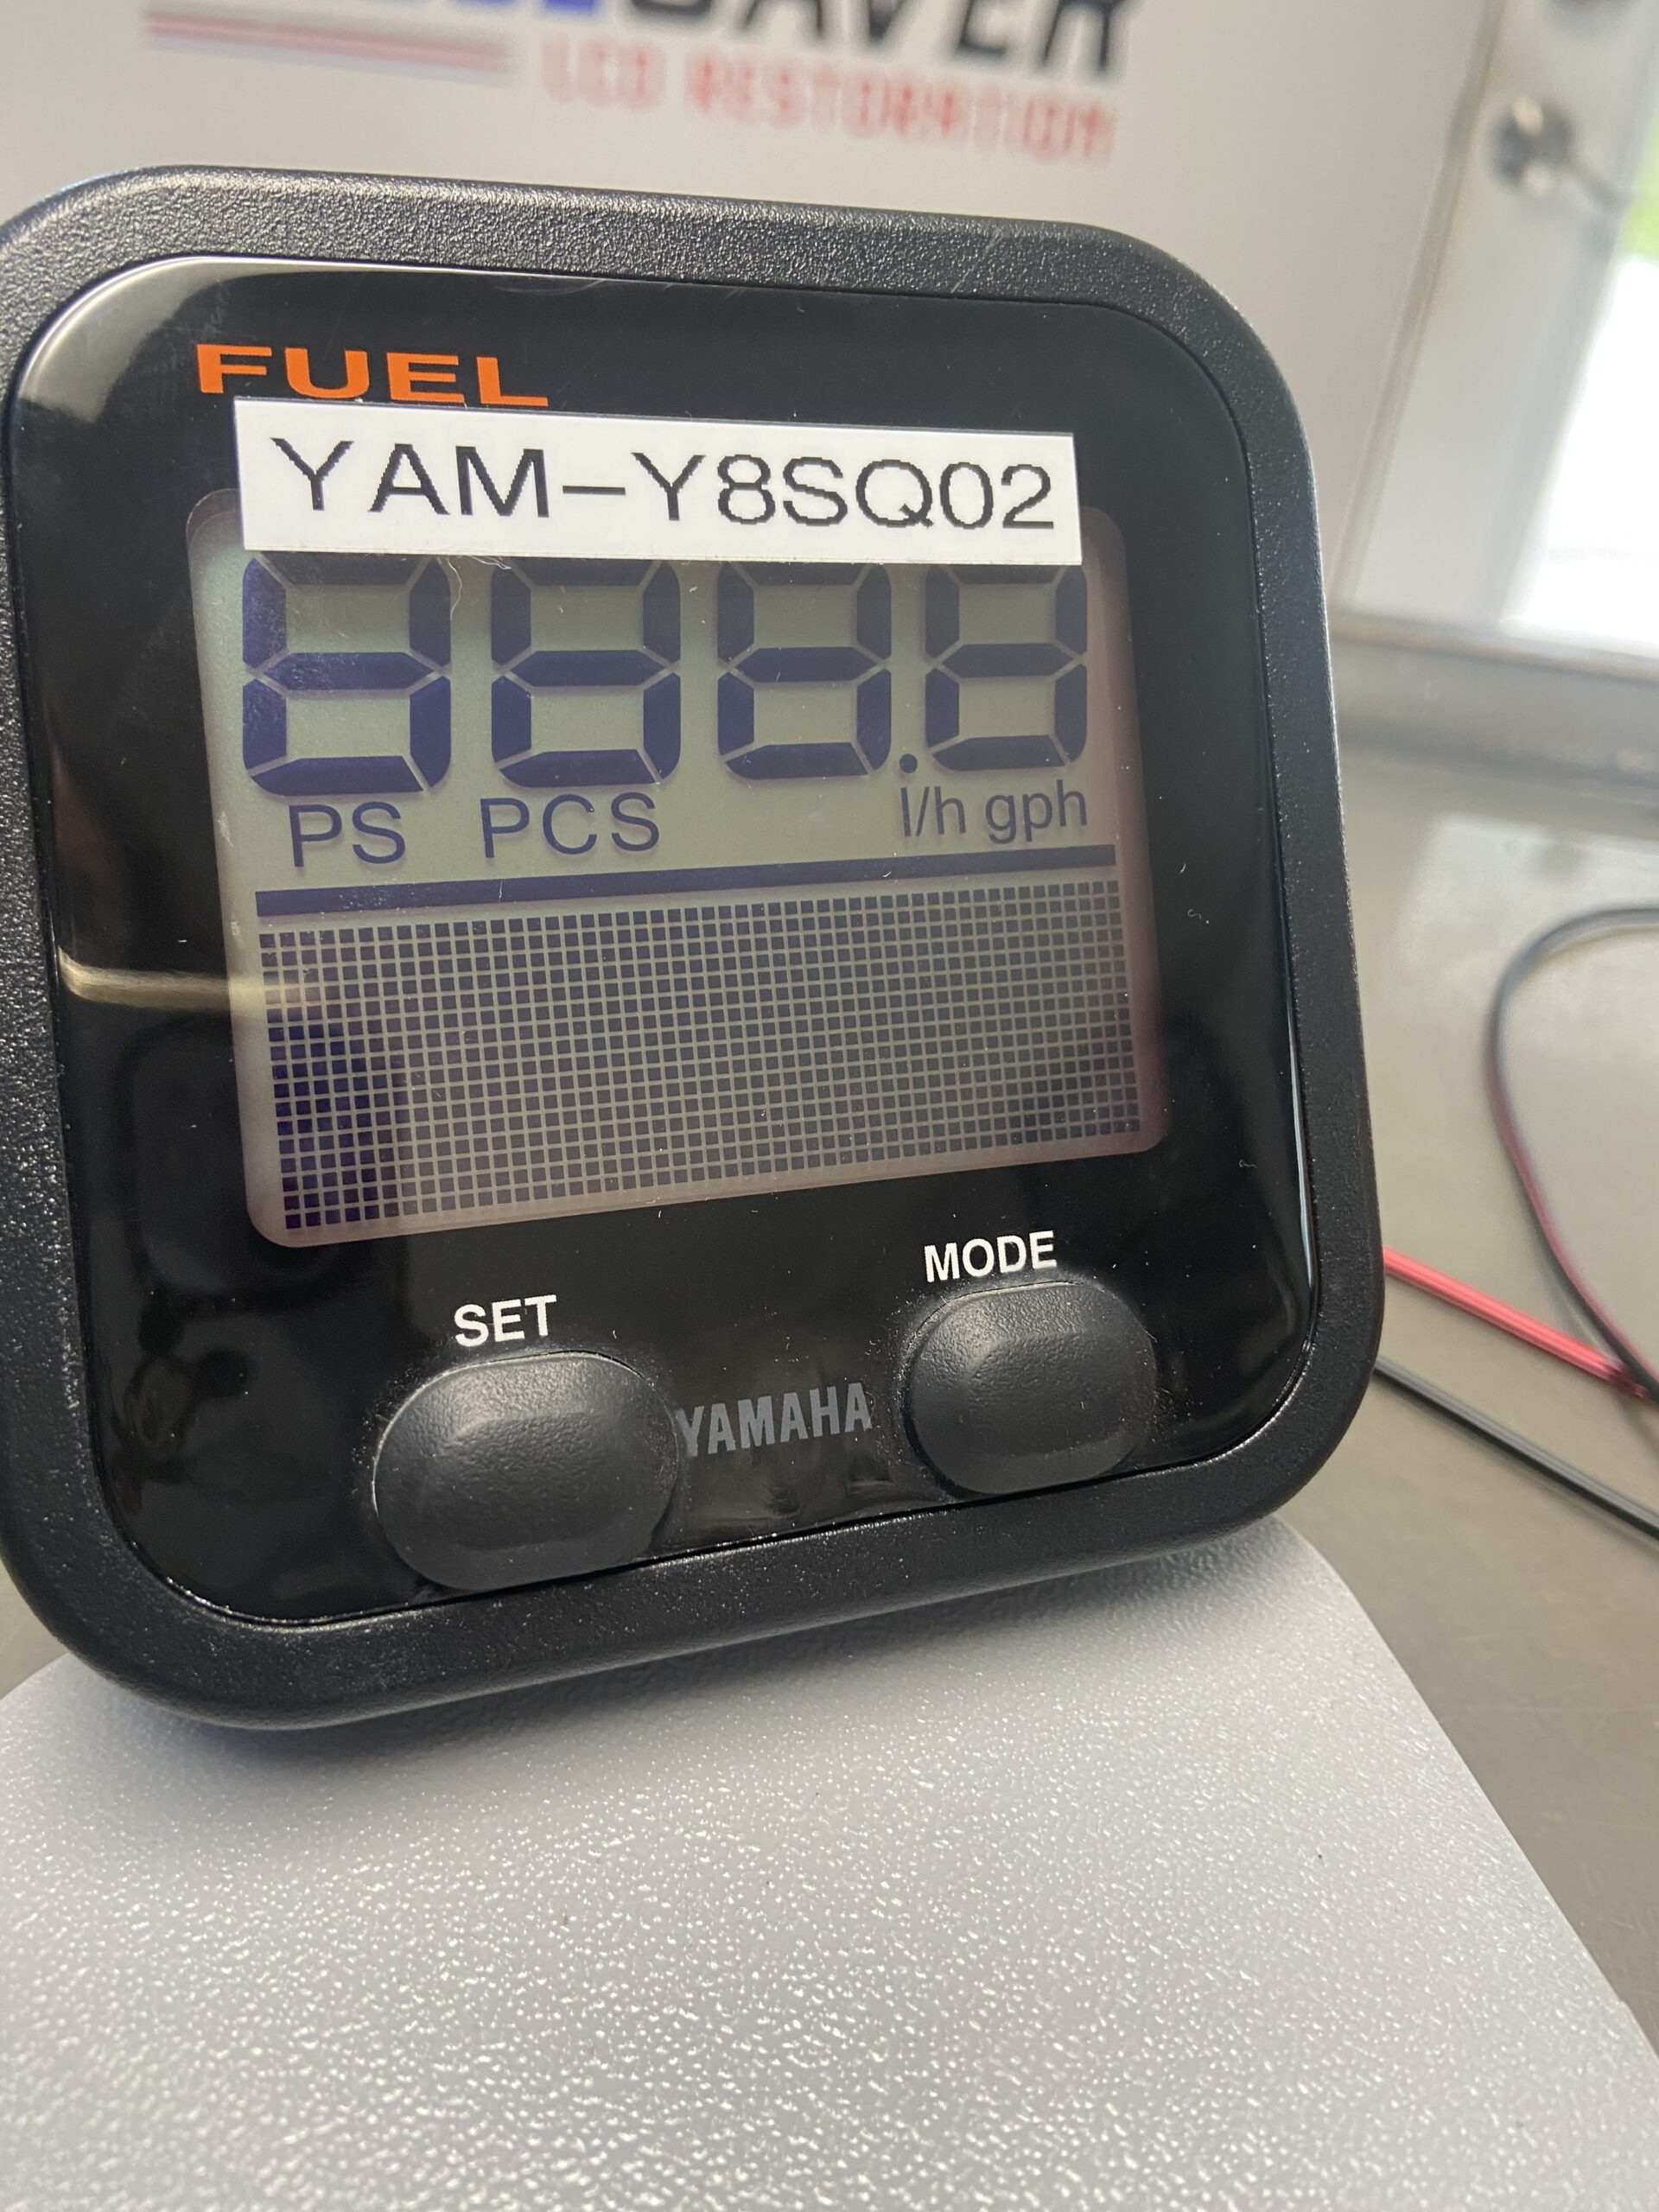 LCD RESTORATION
FUEL
YAM-Y8SQ02
888.8
PS PCS l/h gph
SET
MODE
YAMAHA